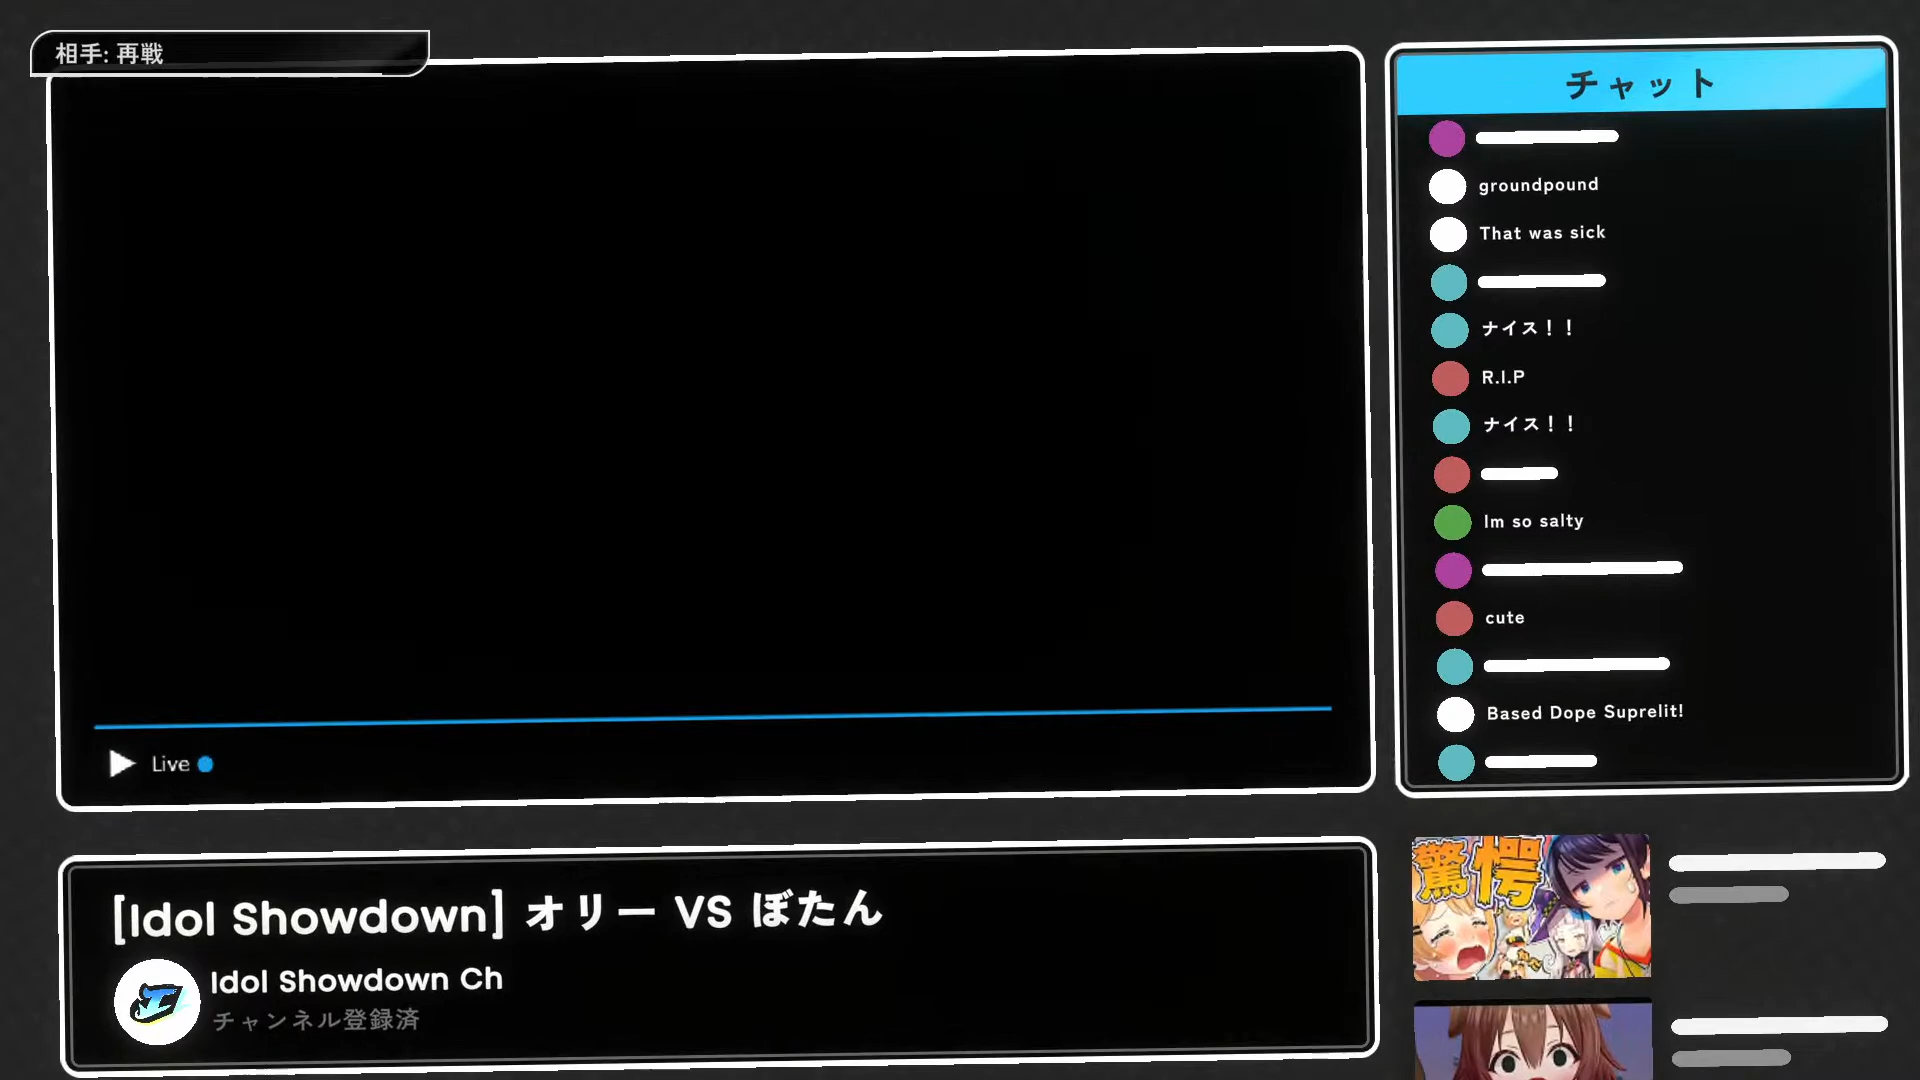 相手: 再戦
チャット
groundpound
That was sick
ナイス！！
R.I.P
ナイス！！
Im so salty
cute
Based Dope Suprelit!
Live
[Idol Showdown] オリー VS ぼたん
Idol Showdown Ch
チャンネル登録済
驚愕